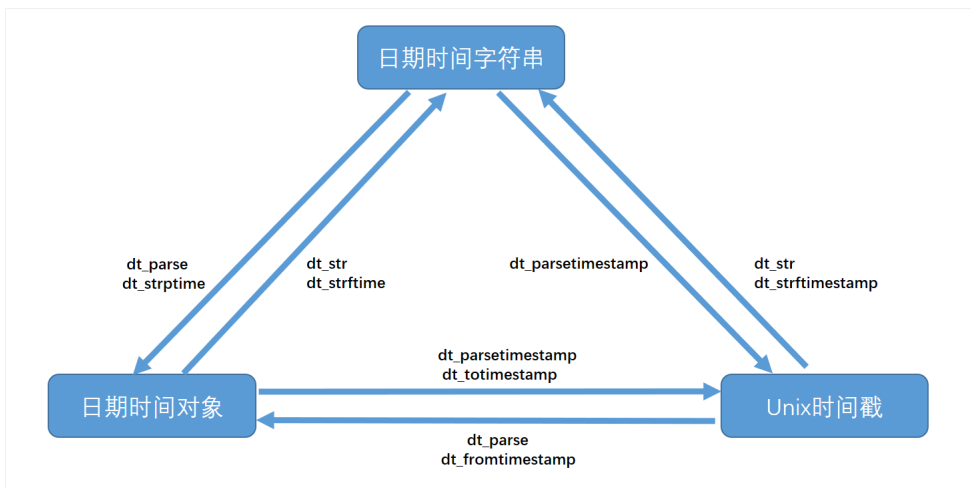 日期时间字符串
dt_parse
dt_strptime
dt_str
dt_strftime
dt_parsetimestamp
dt_str
dt_strftimestamp
dt_parsetimestamp
dt_totimestamp
日期时间对象
Unix时间戳
dt_parse
dt_fromtimestamp